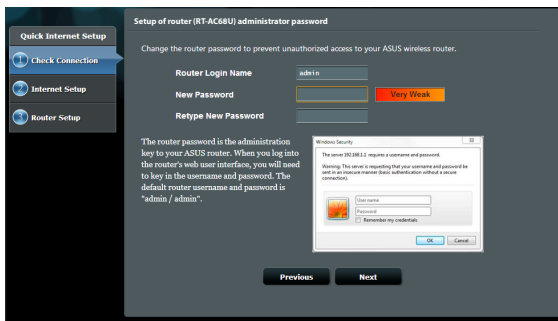 Quick Internet Setup
1 Check Connection
2 Internet Setup
3 Router Setup
Setup of router (RT-AC68U) administrator password
Change the router password to prevent unauthorized access to your ASUS wireless router.
Router Login Name admin
New Password Very Weak
Retype New Password
The router password is the administration
key to your ASUS router. When you log into
the router's web user interface, you will need
to key in the username and password. The
default router username and password is
"admin / admin".
Windows Security
The server 192.168.1.1 requires a username and password.
Warning: This server is requesting that your username and password be
sent in an insecure manner (basic authentication without a secure
connection).
User name
Password
Remember my credentials
OK Cancel
Previous Next